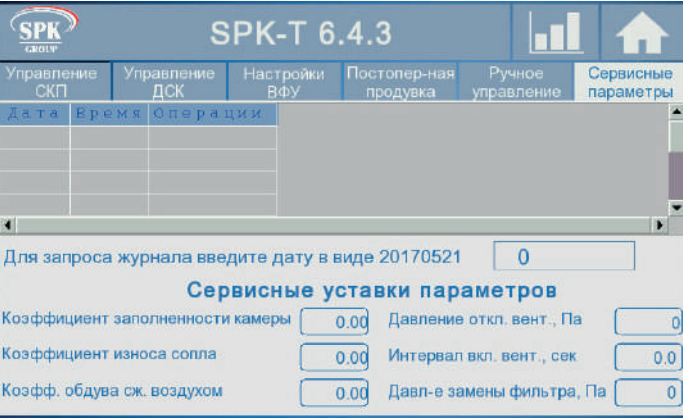 SPK
GROUP
SPK-T 6.4.3
Управление СКП
Управление ДСК
Настройки ВФУ
Постопер-ная продувка
Ручное управление
Сервисные параметры
Дата Время Операции
Для запроса журнала введите дату в виде 20170521 0
Сервисные уставки параметров
Коэффициент заполненности камеры 0.00 Давление откл. вент., Па 0
Коэффициент износа сопла 0.00 Интервал вкл. вент., сек 0.0
Коэфф. обдува сж. воздухом 0.00 Давл-е замены фильтра, Па 0